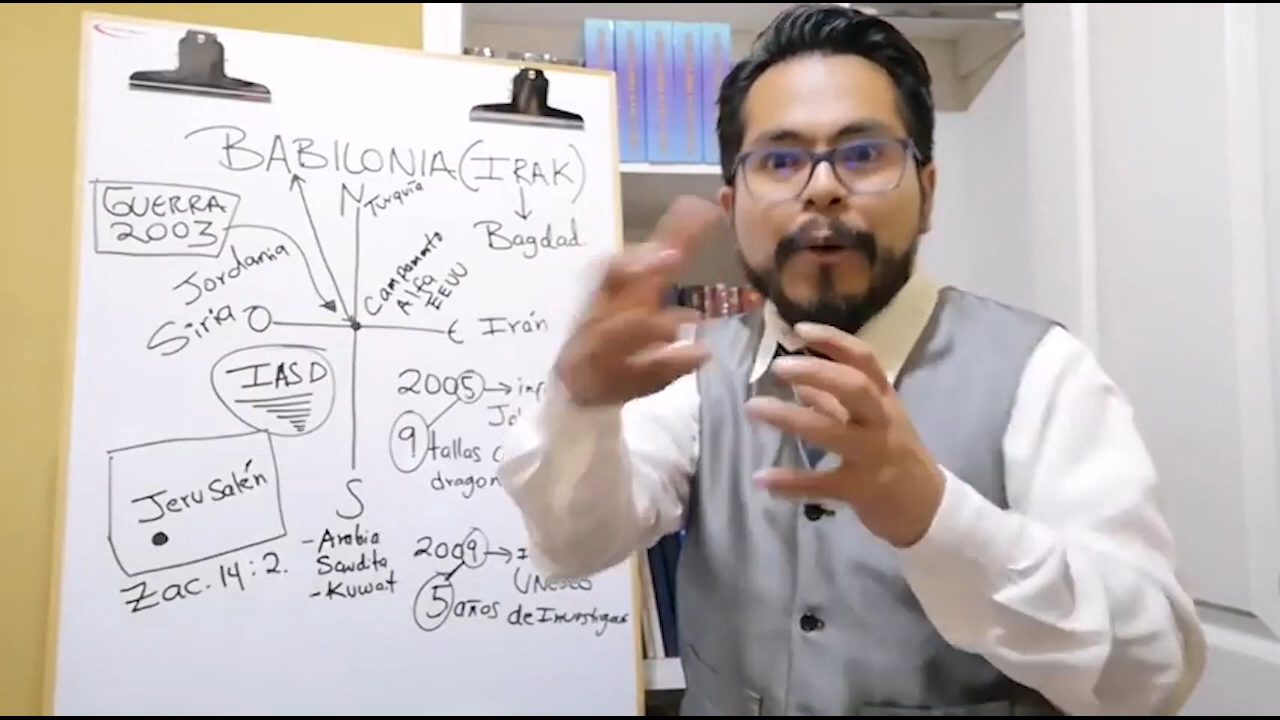 BABILONIA (IRAK)
Bagdad
GUERRA
2003
N
Turquía
Jordania
Siria
O
Campamento
Alfa
EEUU
E Irán
IASD
2005
9 tallas
dragon
Jerusalén
Zac. 14:2.
S
- Arabia
Saudita
- Kuwait
2009
UNESCO
5 años de Investigar